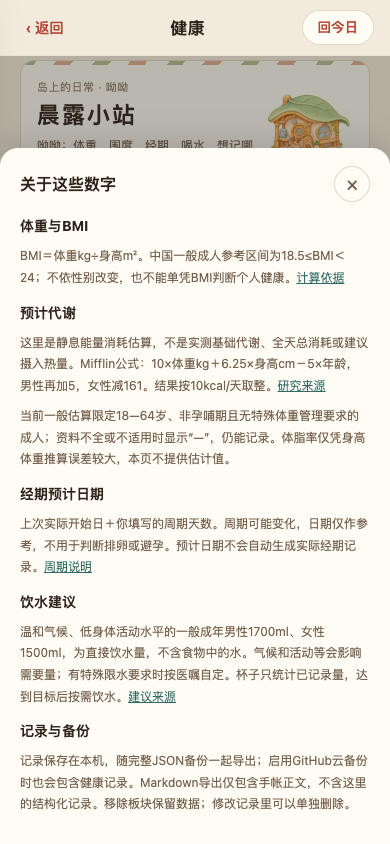 ‹ 返回
健康
回今日
岛上的日常 · 呦呦
晨露小站
呦呦：体重、围度、经期、喝水，想记哪
关于这些数字
×
体重与BMI
BMI＝体重kg÷身高m²。中国一般成人参考区间为18.5≤BMI＜
24；不依性别改变，也不能单凭BMI判断个人健康。计算依据
预计代谢
这里是静息能量消耗估算，不是实测基础代谢、全天总消耗或建议
摄入热量。Mifflin公式：10×体重kg＋6.25×身高cm－5×年龄，
男性再加5，女性减161。结果按10kcal/天取整。研究来源
当前一般估算限定18—64岁、非孕哺期且无特殊体重管理要求的
成人；资料不全或不适用时显示“—”，仍能记录。体脂率仅凭身高
体重推算误差较大，本页不提供估计值。
经期预计日期
上次实际开始日＋你填写的周期天数。周期可能变化，日期仅作参
考，不用于判断排卵或避孕。预计日期不会自动生成实际经期记
录。周期说明
饮水建议
温和气候、低身体活动水平的一般成年男性1700ml、女性
1500ml，为直接饮水量，不含食物中的水。气候和活动等会影响
需要量；有特殊限水要求时按医嘱自定。杯子只统计已记录量，达
到目标后按需饮水。建议来源
记录与备份
记录保存在本机，随完整JSON备份一起导出；启用GitHub云备份
时也会包含健康记录。Markdown导出仅包含手帐正文，不含这里
的结构化记录。移除板块保留数据；修改记录里可以单独删除。